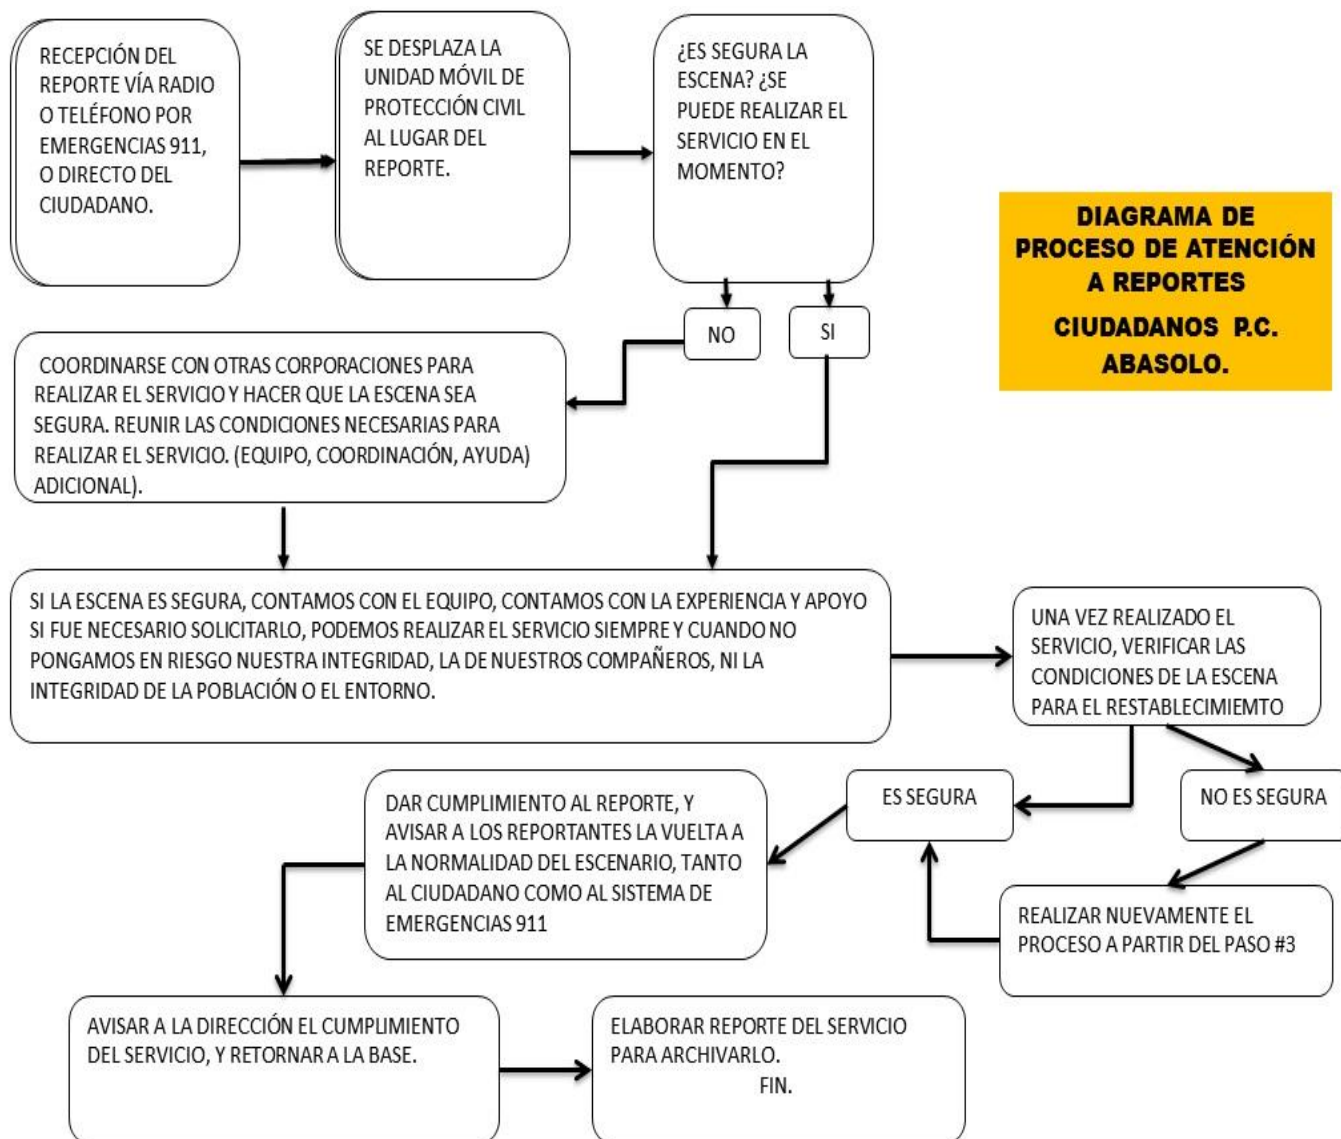 RECEPCIÓN DEL
REPORTE VÍA RADIO
O TELÉFONO POR
EMERGENCIAS 911,
O DIRECTO DEL
CIUDADANO.
SE DESPLAZA LA
UNIDAD MÓVIL DE
PROTECCIÓN CIVIL
AL LUGAR DEL
REPORTE.
¿ES SEGURA LA
ESCENA? ¿SE
PUEDE REALIZAR EL
SERVICIO EN EL
MOMENTO?
DIAGRAMA DE
PROCESO DE ATENCIÓN
A REPORTES
CIUDADANOS P.C.
ABASOLO.
NO
SI
COORDINARSE CON OTRAS CORPORACIONES PARA
REALIZAR EL SERVICIO Y HACER QUE LA ESCENA SEA
SEGURA. REUNIR LAS CONDICIONES NECESARIAS PARA
REALIZAR EL SERVICIO. (EQUIPO, COORDINACIÓN, AYUDA)
ADICIONAL).
SI LA ESCENA ES SEGURA, CONTAMOS CON EL EQUIPO, CONTAMOS CON LA EXPERIENCIA Y APOYO
SI FUE NECESARIO SOLICITARLO, PODEMOS REALIZAR EL SERVICIO SIEMPRE Y CUANDO NO
PONGAMOS EN RIESGO NUESTRA INTEGRIDAD, LA DE NUESTROS COMPAÑEROS, NI LA
INTEGRIDAD DE LA POBLACIÓN O EL ENTORNO.
UNA VEZ REALIZADO EL
SERVICIO, VERIFICAR LAS
CONDICIONES DE LA ESCENA
PARA EL RESTABLECIMIEMTO
ES SEGURA
NO ES SEGURA
DAR CUMPLIMIENTO AL REPORTE, Y
AVISAR A LOS REPORTANTES LA VUELTA A
LA NORMALIDAD DEL ESCENARIO, TANTO
AL CIUDADANO COMO AL SISTEMA DE
EMERGENCIAS 911
REALIZAR NUEVAMENTE EL
PROCESO A PARTIR DEL PASO #3
AVISAR A LA DIRECCIÓN EL CUMPLIMIENTO
DEL SERVICIO, Y RETORNAR A LA BASE.
ELABORAR REPORTE DEL SERVICIO
PARA ARCHIVARLO.
FIN.